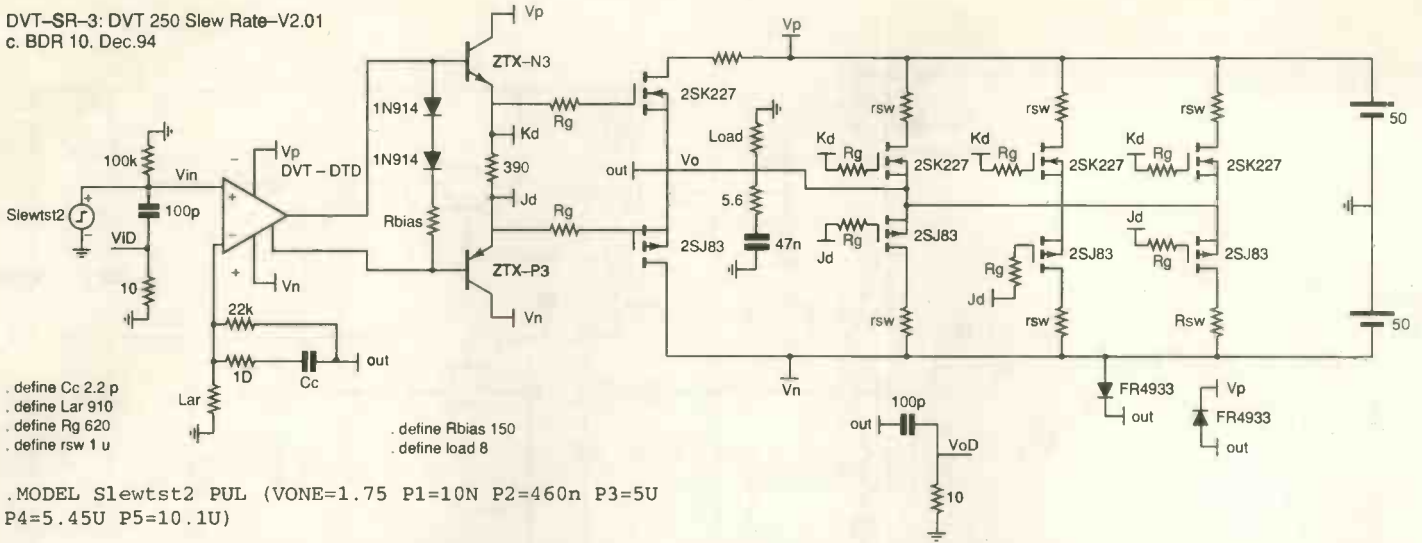 DVT–SR–3: DVT 250 Slew Rate–V2.01
c. BDR 10. Dec.94
Vp
ZTX–N3
1N914
1N914
Rbias
Rg
Kd
390
Jd
Rg
ZTX–P3
Vn
100k
Vin
Vp
DVT – DTD
Slewtst2
100p
ViD
10
Vn
22k
1D
Cc
out
Lar
Vp
2SK227
Load
out
Vo
5.6
47n
2SJ83
rsw
Kd
Rg
2SK227
Rg
Jd
2SJ83
rsw
rsw
Kd
Rg
2SK227
Rg
Jd
2SJ83
rsw
rsw
Kd
Rg
2SK227
Jd
Rg
2SJ83
Rsw
50
50
Vn
FR4933
out
Vp
FR4933
out
100p
out
VoD
10
. define Cc 2.2 p
. define Lar 910
. define Rg 620
. define rsw 1 u
. define Rbias 150
. define load 8
.MODEL Slewtst2 PUL (VONE=1.75 P1=10N P2=460n P3=5U
P4=5.45U P5=10.1U)